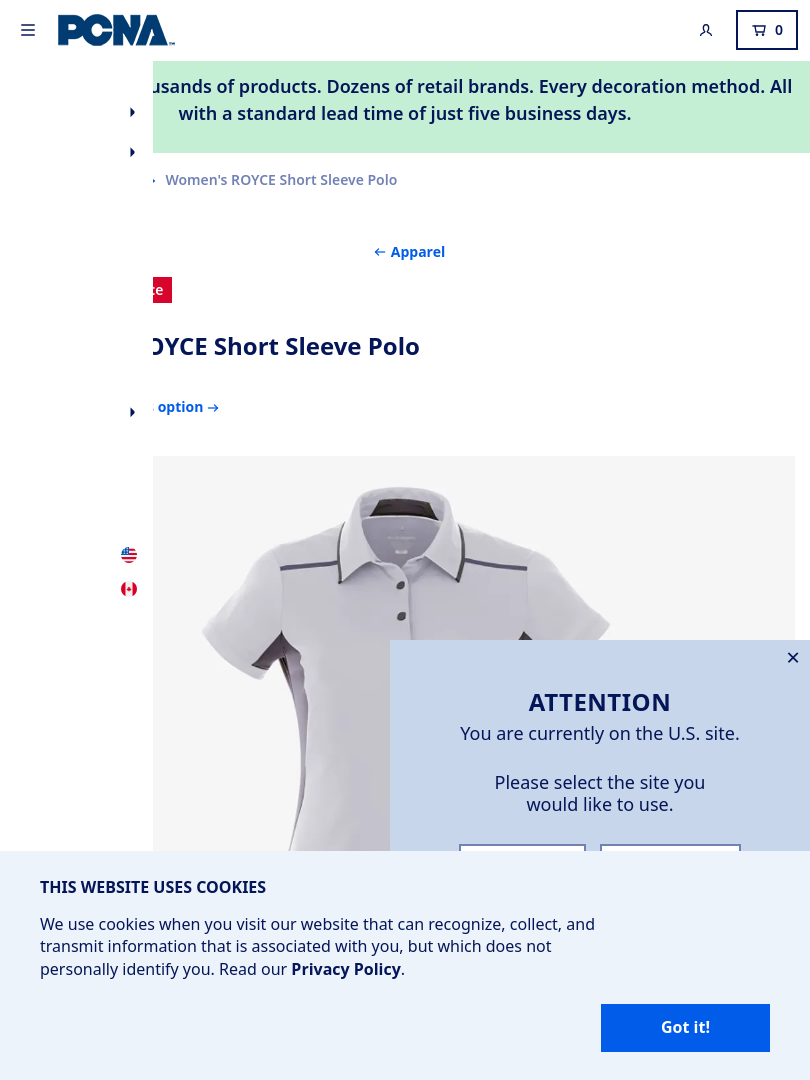 PCNA
0
of products. Dozens of retail brands. Every decoration method. All
with a standard lead time of just five business days.
Women's ROYCE Short Sleeve Polo
← Apparel
Short Sleeve Polo
option →
ATTENTION
You are currently on the U.S. site.
Please select the site you
would like to use.
THIS WEBSITE USES COOKIES
We use cookies when you visit our website that can recognize, collect, and
transmit information that is associated with you, but which does not
personally identify you. Read our Privacy Policy.
Got it!